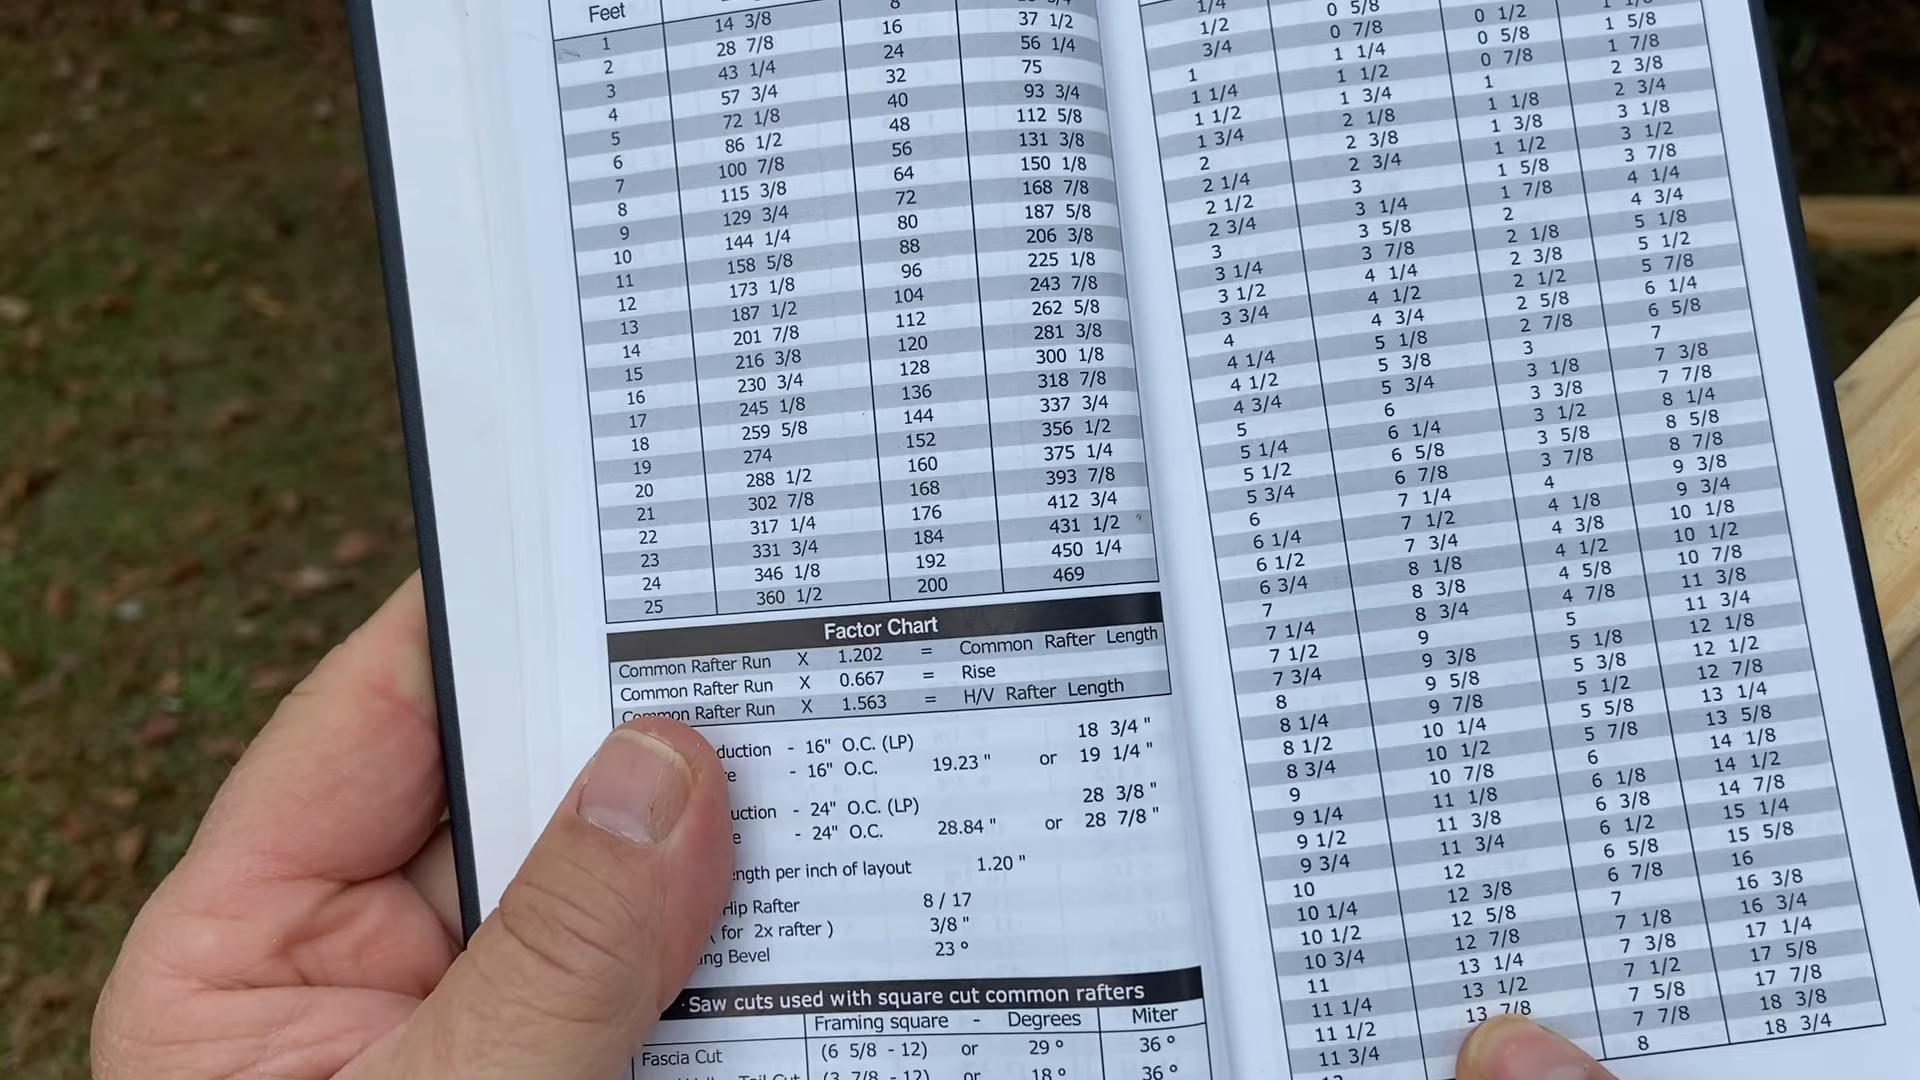 Feet
1 14 3/8 8
2 28 7/8 16 37 1/2
3 43 1/4 24 56 1/4
4 57 3/4 32 75
5 72 1/8 40 93 3/4
6 86 1/2 48 112 5/8
7 100 7/8 56 131 3/8
8 115 3/8 64 150 1/8
9 129 3/4 72 168 7/8
10 144 1/4 80 187 5/8
11 158 5/8 88 206 3/8
12 173 1/8 96 225 1/8
13 187 1/2 104 243 7/8
14 201 7/8 112 262 5/8
15 216 3/8 120 281 3/8
16 230 3/4 128 300 1/8
17 245 1/8 136 318 7/8
18 259 5/8 144 337 3/4
19 274 152 356 1/2
20 288 1/2 160 375 1/4
21 302 7/8 168 393 7/8
22 317 1/4 176 412 3/4
23 331 3/4 184 431 1/2
24 346 1/8 192 450 1/4
25 360 1/2 200 469
Factor Chart
Common Rafter Run X 1.202 = Common Rafter Length
Common Rafter Run X 0.667 = Rise
Common Rafter Run X 1.563 = H/V Rafter Length
duction - 16" O.C. (LP) 18 3/4 "
e - 16" O.C. 19.23 " or 19 1/4 "
uction - 24" O.C. (LP) 28 3/8 "
e - 24" O.C. 28.84 " or 28 7/8 "
ngth per inch of layout 1.20 "
Hip Rafter 8 / 17
( for 2x rafter ) 3/8 "
ng Bevel 23 °
Saw cuts used with square cut common rafters
Framing square - Degrees Miter
Fascia Cut (6 5/8 - 12) or 29 ° 36 °
Tail Cut (3 7/8 - 12) or 18 ° 36 °
1/4
1/2 0 5/8
3/4 0 7/8 0 1/2
1 1 1/4 0 5/8 1 5/8
1 1/4 1 1/2 0 7/8 1 7/8
1 1/2 1 3/4 1 2 3/8
1 3/4 2 1/8 1 1/8 2 3/4
2 2 3/8 1 3/8 3 1/8
2 1/4 2 3/4 1 1/2 3 1/2
2 1/2 3 1 5/8 3 7/8
2 3/4 3 1/4 1 7/8 4 1/4
3 3 5/8 2 4 3/4
3 1/4 3 7/8 2 1/8 5 1/8
3 1/2 4 1/4 2 3/8 5 1/2
3 3/4 4 1/2 2 1/2 5 7/8
4 4 3/4 2 5/8 6 1/4
4 1/4 5 1/8 2 7/8 6 5/8
4 1/2 5 3/8 3 7
4 3/4 5 3/4 3 1/8 7 3/8
5 6 3 3/8 7 7/8
5 1/4 6 1/4 3 1/2 8 1/4
5 1/2 6 5/8 3 5/8 8 5/8
5 3/4 6 7/8 3 7/8 8 7/8
6 7 1/4 4 9 3/8
6 1/4 7 1/2 4 1/8 9 3/4
6 1/2 7 3/4 4 3/8 10 1/8
6 3/4 8 1/8 4 1/2 10 1/2
7 8 3/8 4 5/8 10 7/8
7 1/4 8 3/4 4 7/8 11 3/8
7 1/2 9 5 11 3/4
7 3/4 9 3/8 5 1/8 12 1/8
8 9 5/8 5 3/8 12 1/2
8 1/4 9 7/8 5 1/2 12 7/8
8 1/2 10 1/4 5 5/8 13 1/4
8 3/4 10 1/2 5 7/8 13 5/8
9 10 7/8 6 14 1/8
9 1/4 11 1/8 6 1/8 14 1/2
9 1/2 11 3/8 6 3/8 14 7/8
9 3/4 11 3/4 6 1/2 15 1/4
10 12 6 5/8 15 5/8
10 1/4 12 3/8 6 7/8 16
10 1/2 12 5/8 7 16 3/8
10 3/4 12 7/8 7 1/8 16 3/4
11 13 1/4 7 3/8 17 1/4
11 1/4 13 1/2 7 1/2 17 5/8
11 1/2 13 7/8 7 5/8 17 7/8
11 3/4 7 7/8 18 3/8
8 18 3/4